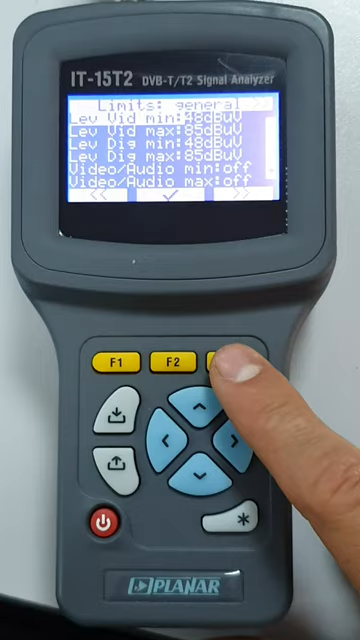 IT-15T2 DVB-T/T2 Signal Analyzer
Limits: general
Lev Vid min:48dBuV
Lev Vid max:85dBuV
Lev Dig min:48dBuV
Lev Dig max:85dBuV
Video/Audio min:off
Video/Audio max:off
<< ✓ >>
F1 F2
PLANAR